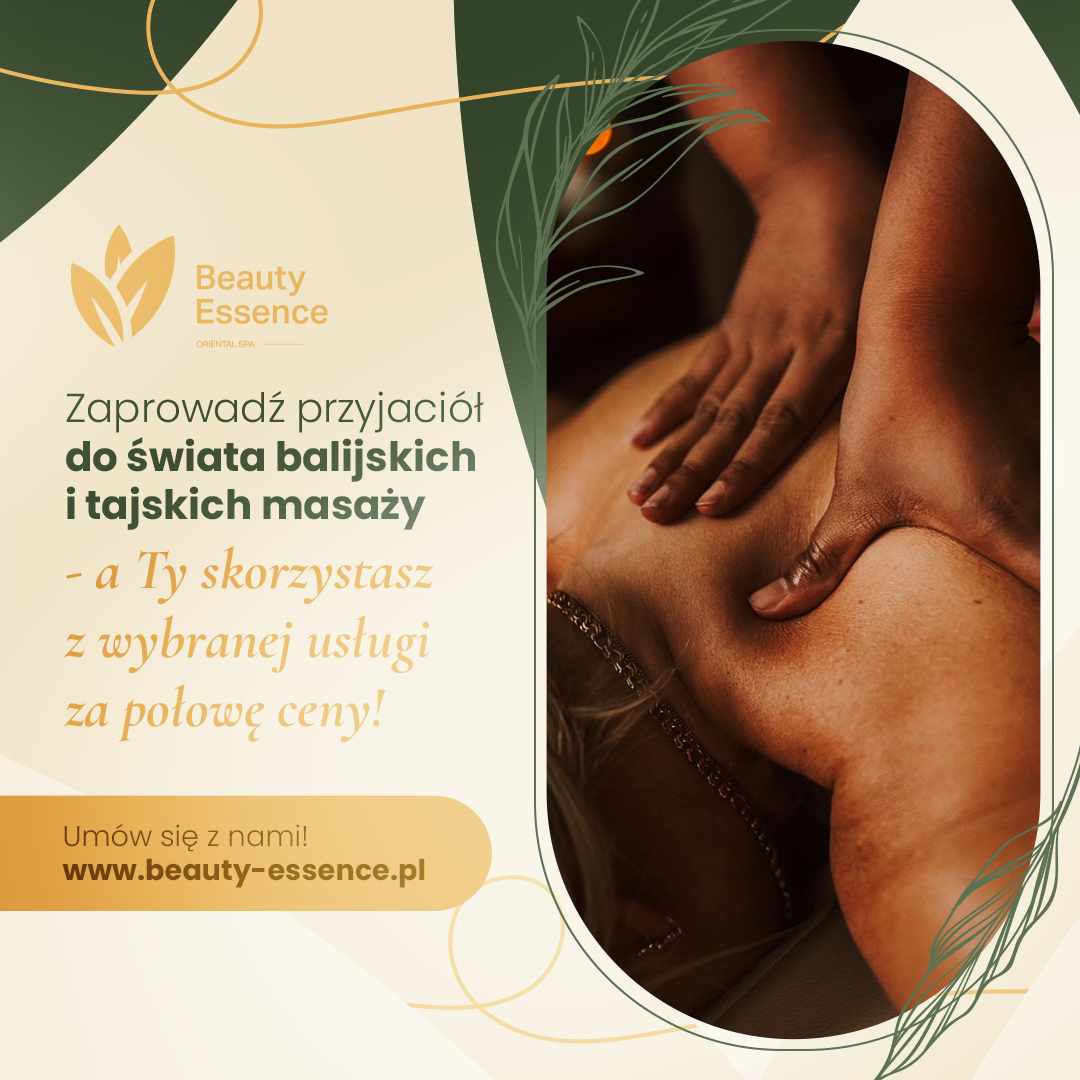 Beauty
Essence
ORIENTAL SPA
Zaprowadź przyjaciół
do świata balijskich
i tajskich masaży
- a Ty skorzystasz
z wybranej usługi
za połowę ceny!
Umów się z nami!
www.beauty-essence.pl